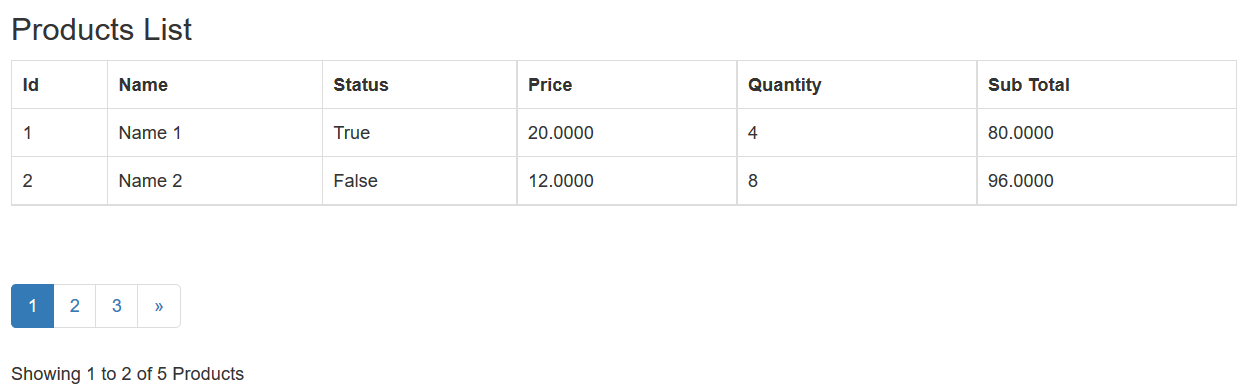 Products List
Id Name Status Price Quantity Sub Total
1 Name 1 True 20.0000 4 80.0000
2 Name 2 False 12.0000 8 96.0000
1 2 3 »
Showing 1 to 2 of 5 Products